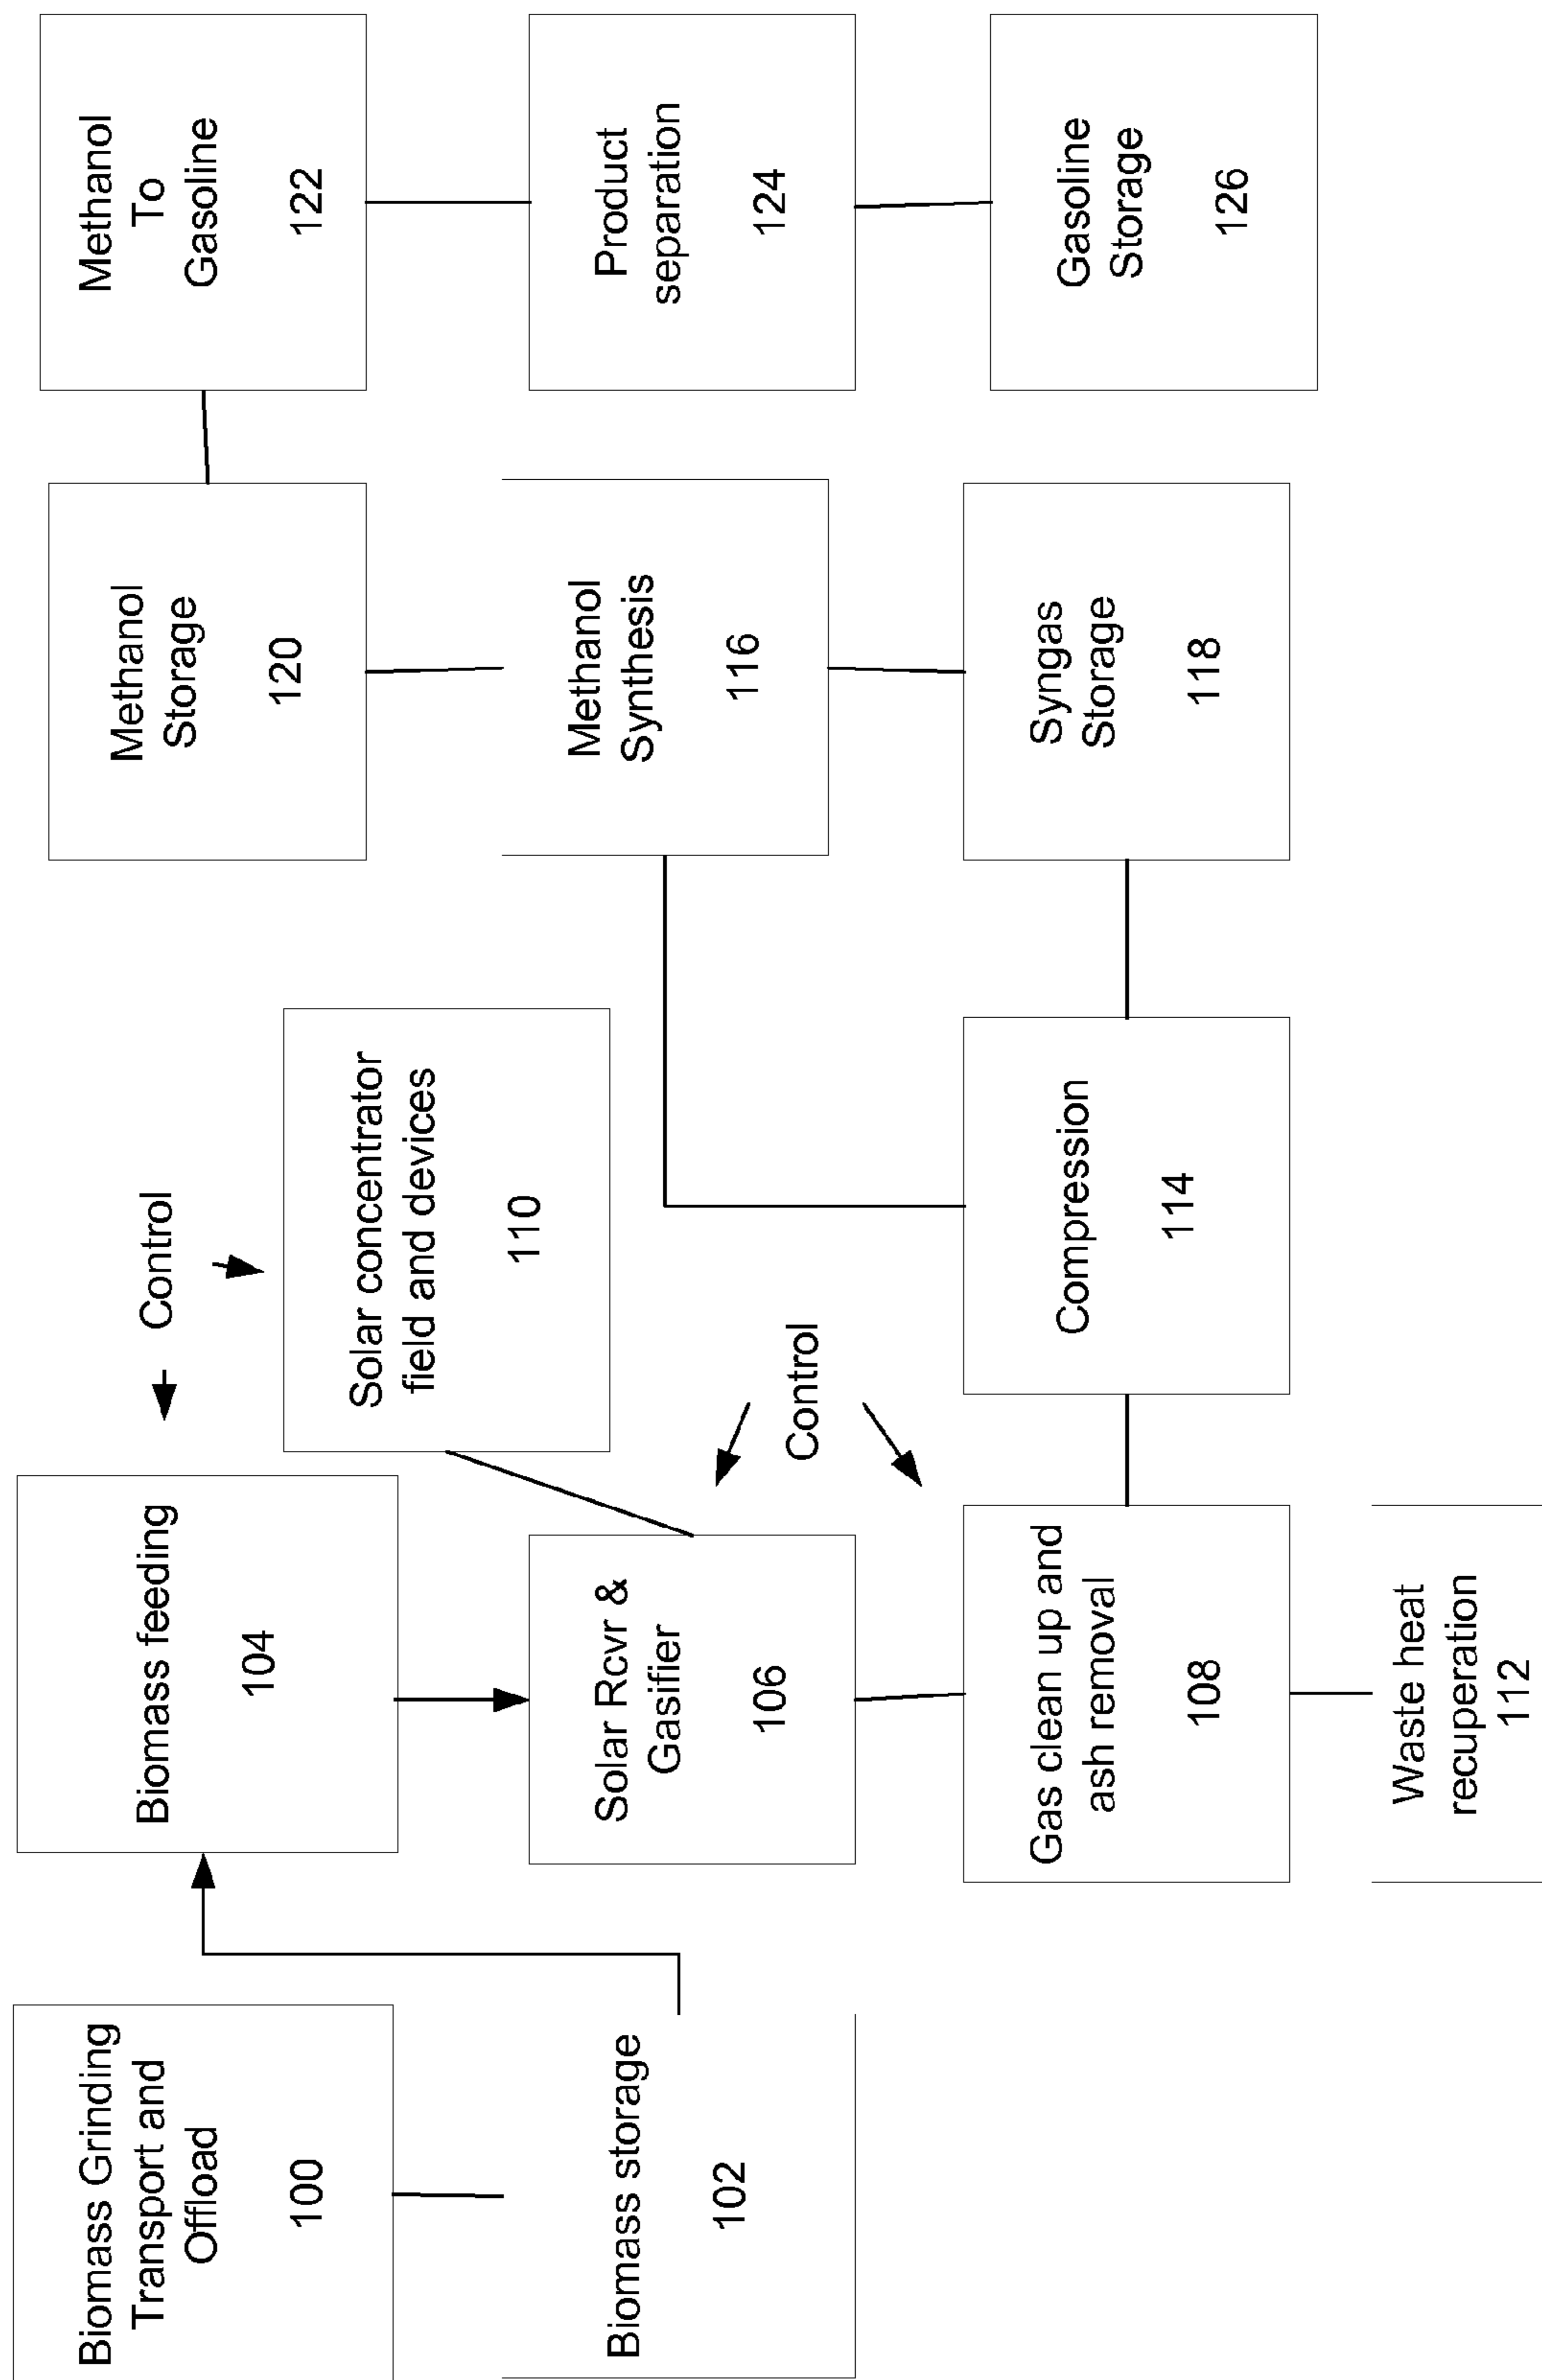 Biomass Grinding
Transport and
Offload
100
Biomass storage
102
Biomass feeding
104
Control
Solar Rcvr &
Gasifier
106
Solar concentrator
field and devices
110
Control
Gas clean up and
ash removal
108
Waste heat
recuperation
112
Compression
114
Methanol
Storage
120
Methanol
Synthesis
116
Syngas
Storage
118
Methanol
To
Gasoline
122
Product
separation
124
Gasoline
Storage
126